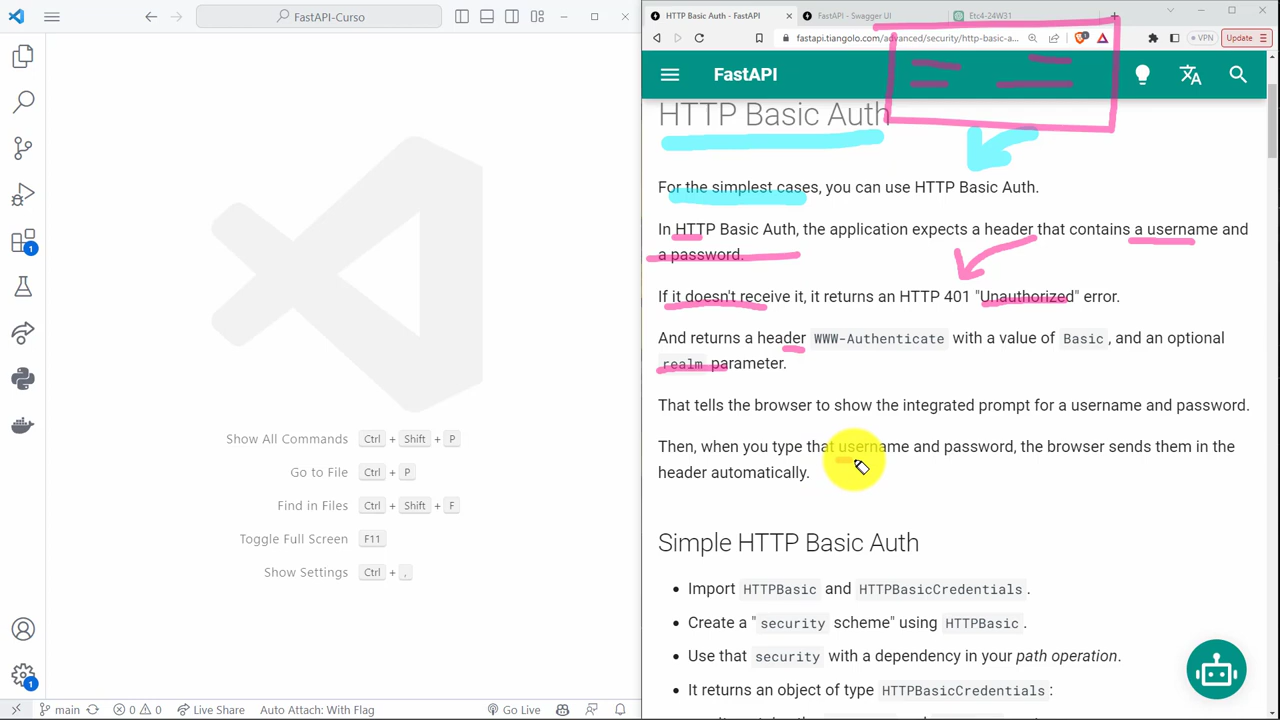 FastAPI-Curso
Show All Commands Ctrl + Shift + P
Go to File Ctrl + P
Find in Files Ctrl + Shift + F
Toggle Full Screen F11
Show Settings Ctrl + ,
1
1
main 0 0 Live Share Auto Attach: With Flag Go Live
HTTP Basic Auth - FastAPI FastAPI - Swagger UI Etc4-24W31
fastapi.tiangolo.com/advanced/security/http-basic-a... 1 VPN Update
FastAPI
HTTP Basic Auth
For the simplest cases, you can use HTTP Basic Auth.
In HTTP Basic Auth, the application expects a header that contains a username and
a password.
If it doesn't receive it, it returns an HTTP 401 "Unauthorized" error.
And returns a header WWW-Authenticate with a value of Basic, and an optional
realm parameter.
That tells the browser to show the integrated prompt for a username and password.
Then, when you type that username and password, the browser sends them in the
header automatically.
Simple HTTP Basic Auth
• Import HTTPBasic and HTTPBasicCredentials.
• Create a "security scheme" using HTTPBasic.
• Use that security with a dependency in your path operation.
• It returns an object of type HTTPBasicCredentials: